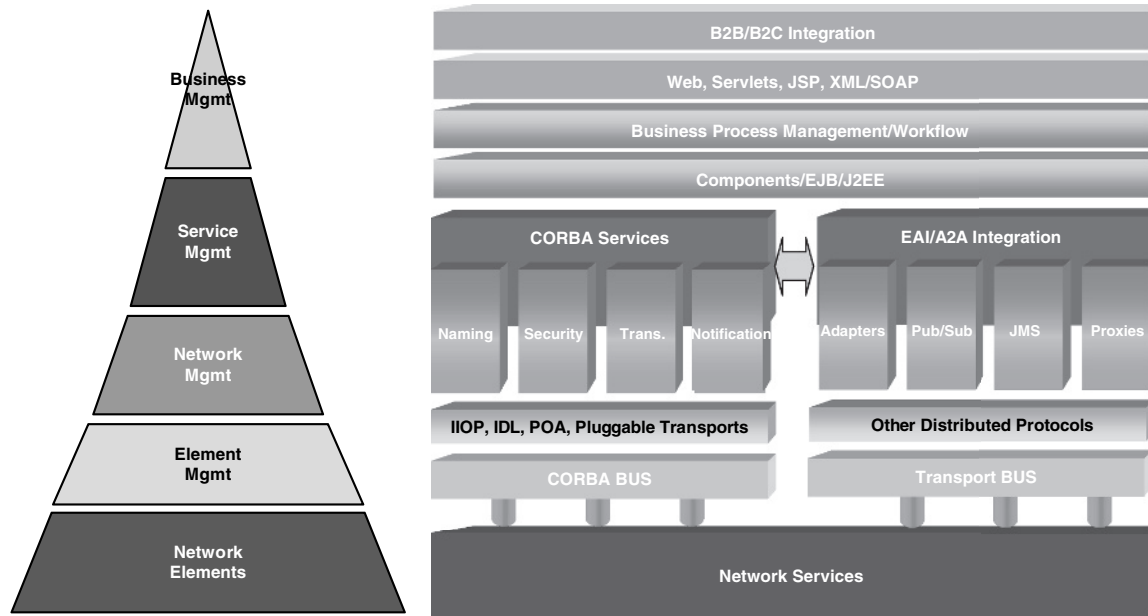 Business
Mgmt
Service
Mgmt
Network
Mgmt
Element
Mgmt
Network
Elements
B2B/B2C Integration
Web, Servlets, JSP, XML/SOAP
Business Process Management/Workflow
Components/EJB/J2EE
CORBA Services
Naming
Security
Trans.
Notification
IIOP, IDL, POA, Pluggable Transports
CORBA BUS
EAI/A2A Integration
Adapters
Pub/Sub
JMS
Proxies
Other Distributed Protocols
Transport BUS
Network Services